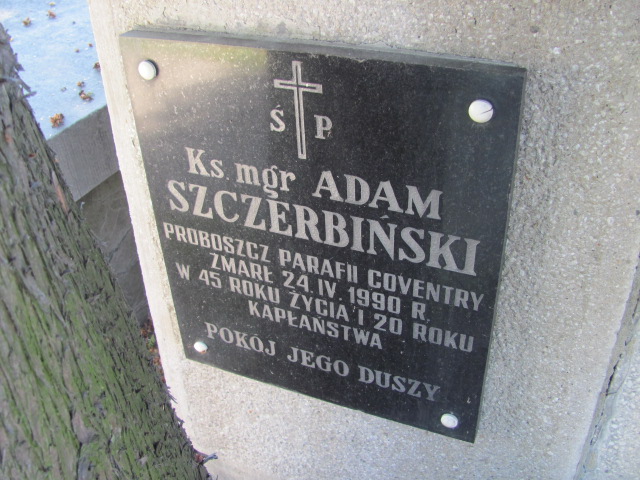 Ś P
Ks. mgr ADAM
SZCZERBIŃSKI
PROBOSZCZ PARAFII COVENTRY
ZMARŁ 24.IV.1990 R.
W 45 ROKU ŻYCIA I 20 ROKU
KAPŁAŃSTWA
POKÓJ JEGO DUSZY